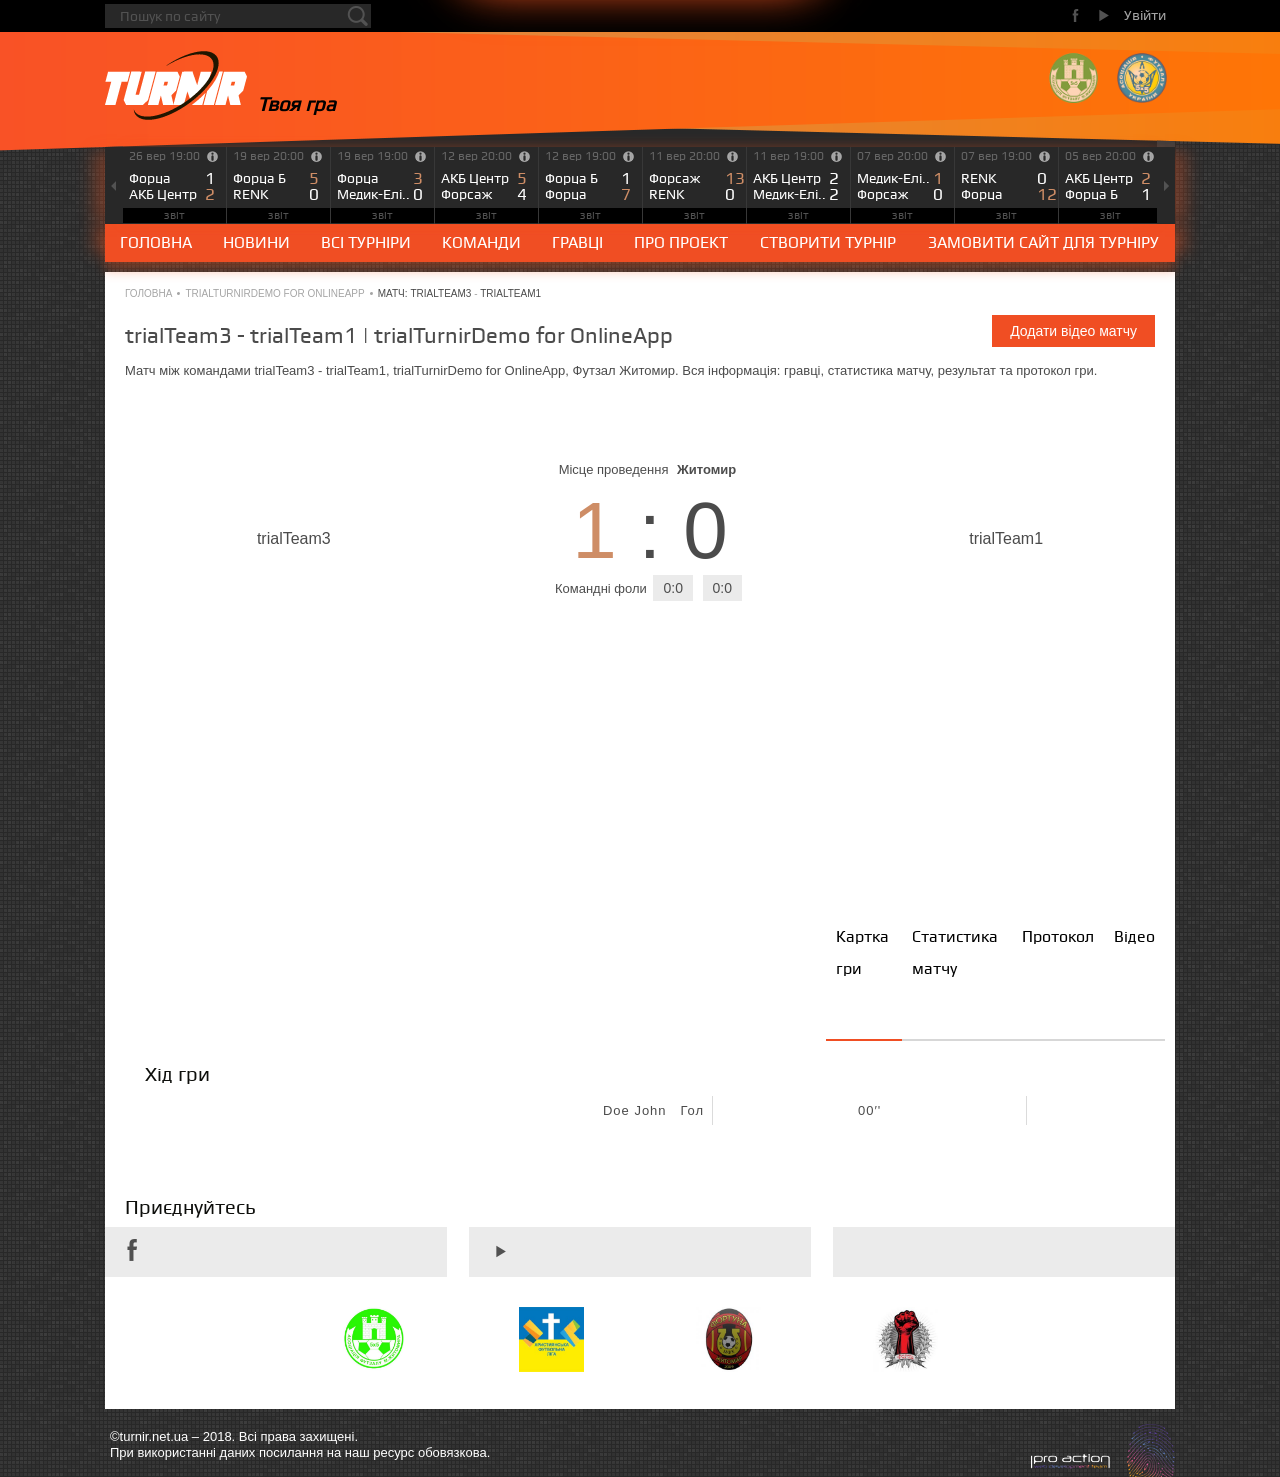 Пошук по сайту
Увійти
TURNIR
Твоя гра
26 вер 19:00 19 вер 20:00 19 вер 19:00 12 вер 20:00 12 вер 19:00 11 вер 20:00 11 вер 19:00 07 вер 20:00 07 вер 19:00 05 вер 20:00
Форца 1 Форца Б 5 Форца 3 АКБ Центр 5 Форца Б 1 Форсаж 13 АКБ Центр 2 Медик-Елі.. 1 RENK 0 АКБ Центр 2
АКБ Центр 2 RENK 0 Медик-Елі.. 0 Форсаж 4 Форца 7 RENK 0 Медик-Елі.. 2 Форсаж 0 Форца 12 Форца Б 1
звіт звіт звіт звіт звіт звіт звіт звіт звіт звіт
ГОЛОВНА НОВИНИ ВСІ ТУРНІРИ КОМАНДИ ГРАВЦІ ПРО ПРОЕКТ СТВОРИТИ ТУРНІР ЗАМОВИТИ САЙТ ДЛЯ ТУРНІРУ
ГОЛОВНА • TRIALTURNIRDEMO FOR ONLINEAPP • МАТЧ: TRIALTEAM3 - TRIALTEAM1
trialTeam3 - trialTeam1 | trialTurnirDemo for OnlineApp
Додати відео матчу
Матч між командами trialTeam3 - trialTeam1, trialTurnirDemo for OnlineApp, Футзал Житомир. Вся інформація: гравці, статистика матчу, результат та протокол гри.
Місце проведення Житомир
trialTeam3 1 : 0 trialTeam1
Командні фоли 0:0 0:0
Картка Статистика Протокол Відео
гри матчу
Хід гри
Doe John Гол 00''
Приєднуйтесь
©turnir.net.ua – 2018. Всі права захищені.
При використанні даних посилання на наш ресурс обовязкова.
pro action